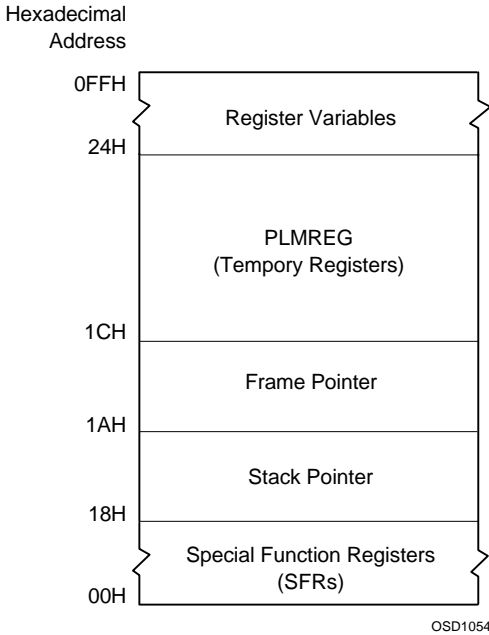 Hexadecimal
Address
0FFH
Register Variables
24H
PLMREG
(Tempory Registers)
1CH
Frame Pointer
1AH
Stack Pointer
18H
Special Function Registers
(SFRs)
00H
OSD1054